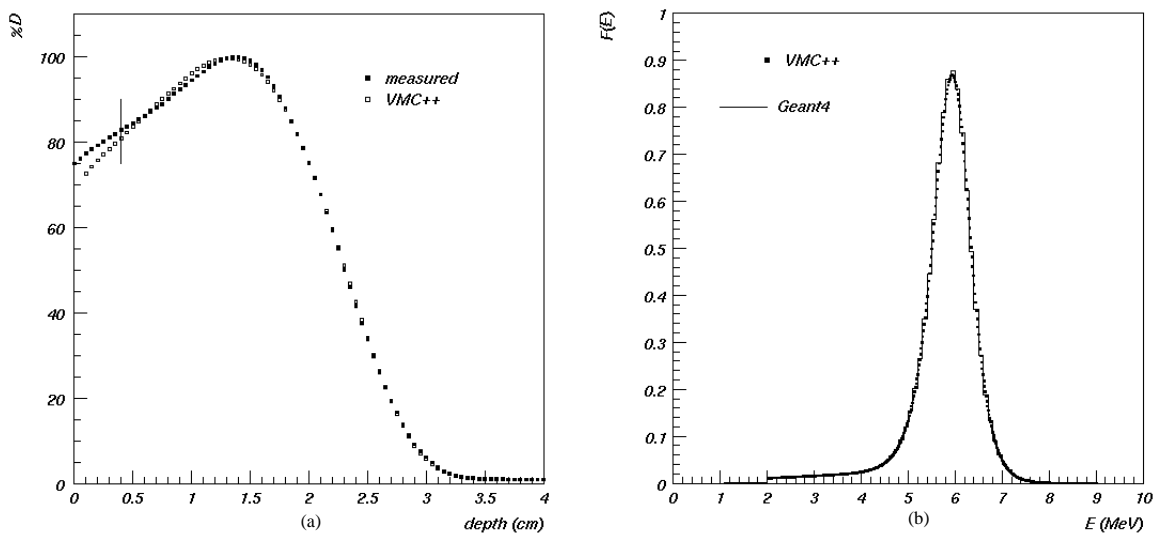 %D
100
80
60
40
20
0
measured
VMC++
0 0.5 1 1.5 2 2.5 3 3.5 4
depth (cm)
(a)
F(E)
1
0.9
0.8
0.7
0.6
0.5
0.4
0.3
0.2
0.1
0
VMC++
Geant4
0 1 2 3 4 5 6 7 8 9 10
E (MeV)
(b)